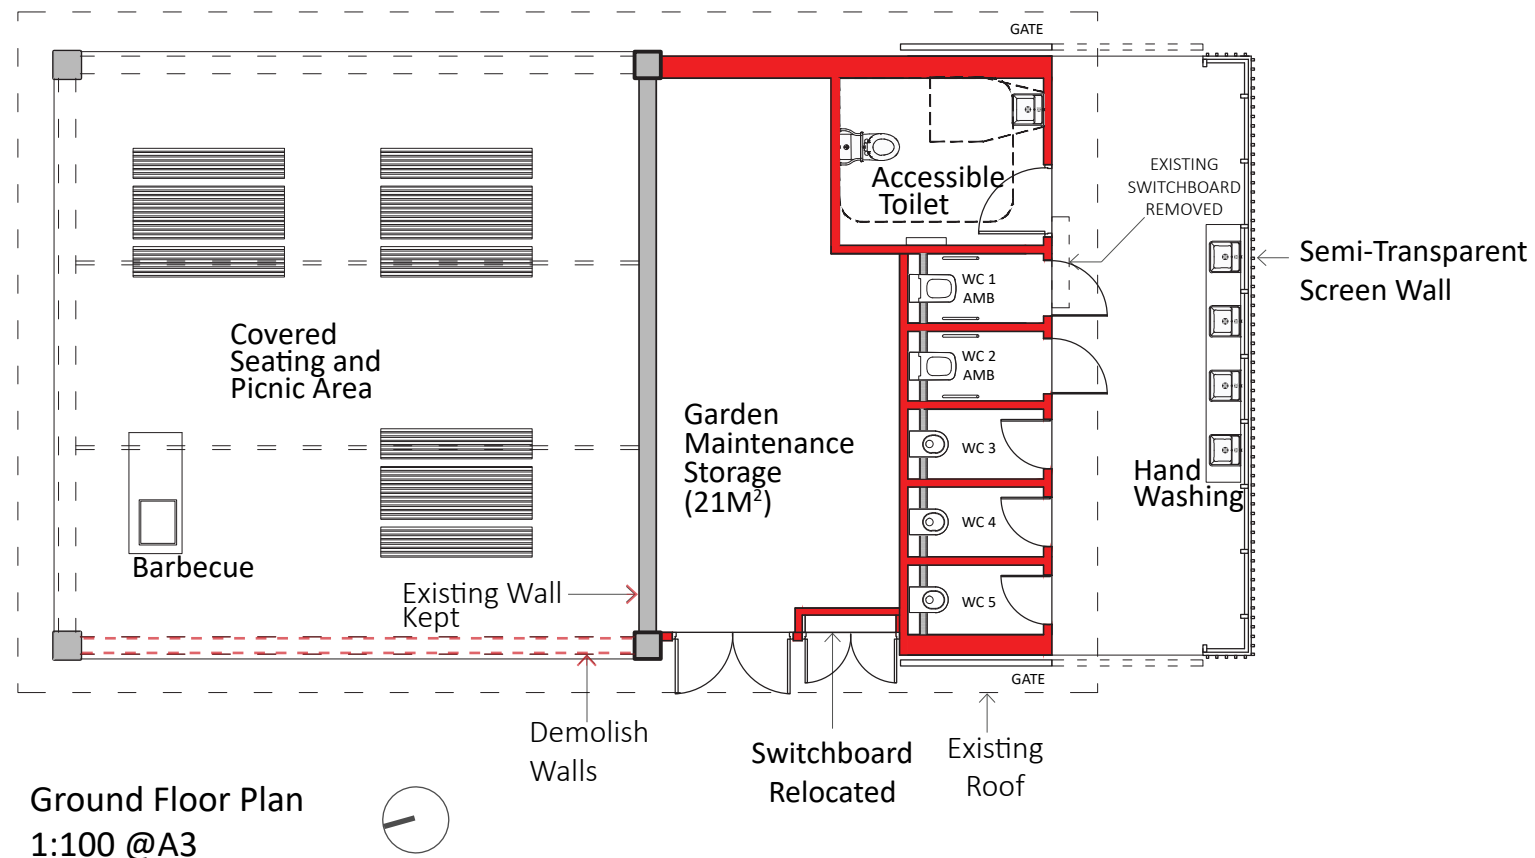 GATE
EXISTING
SWITCHBOARD
REMOVED
Accessible
Toilet
Semi-Transparent
Screen Wall
WC 1
AMB
WC 2
AMB
WC 3
WC 4
WC 5
Covered
Seating and
Picnic Area
Garden
Maintenance
Storage
(21M²)
Hand
Washing
Barbecue
Existing Wall
Kept
GATE
Demolish
Walls
Switchboard
Relocated
Existing
Roof
Ground Floor Plan
1:100 @A3